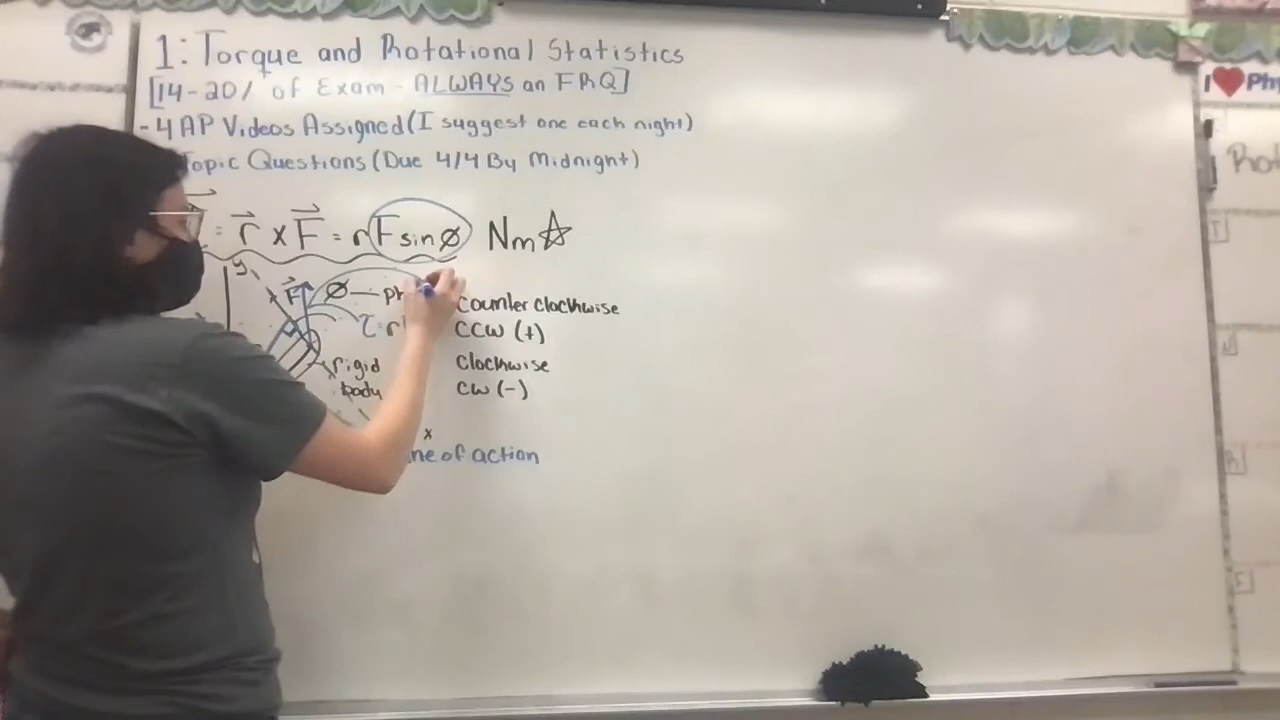 1: Torque and Rotational Statistics
[14-20% of Exam - ALWAYS an FRQ]
-4 AP Videos Assigned (I suggest one each night)
Topic Questions (Due 4/4 By Midnight)
= r x F = rFsinø Nm
y
F ø
counter clockwise
τ = r
CCW (+)
rigid
body
clockwise
CW (-)
x
of action
I ❤ Phy